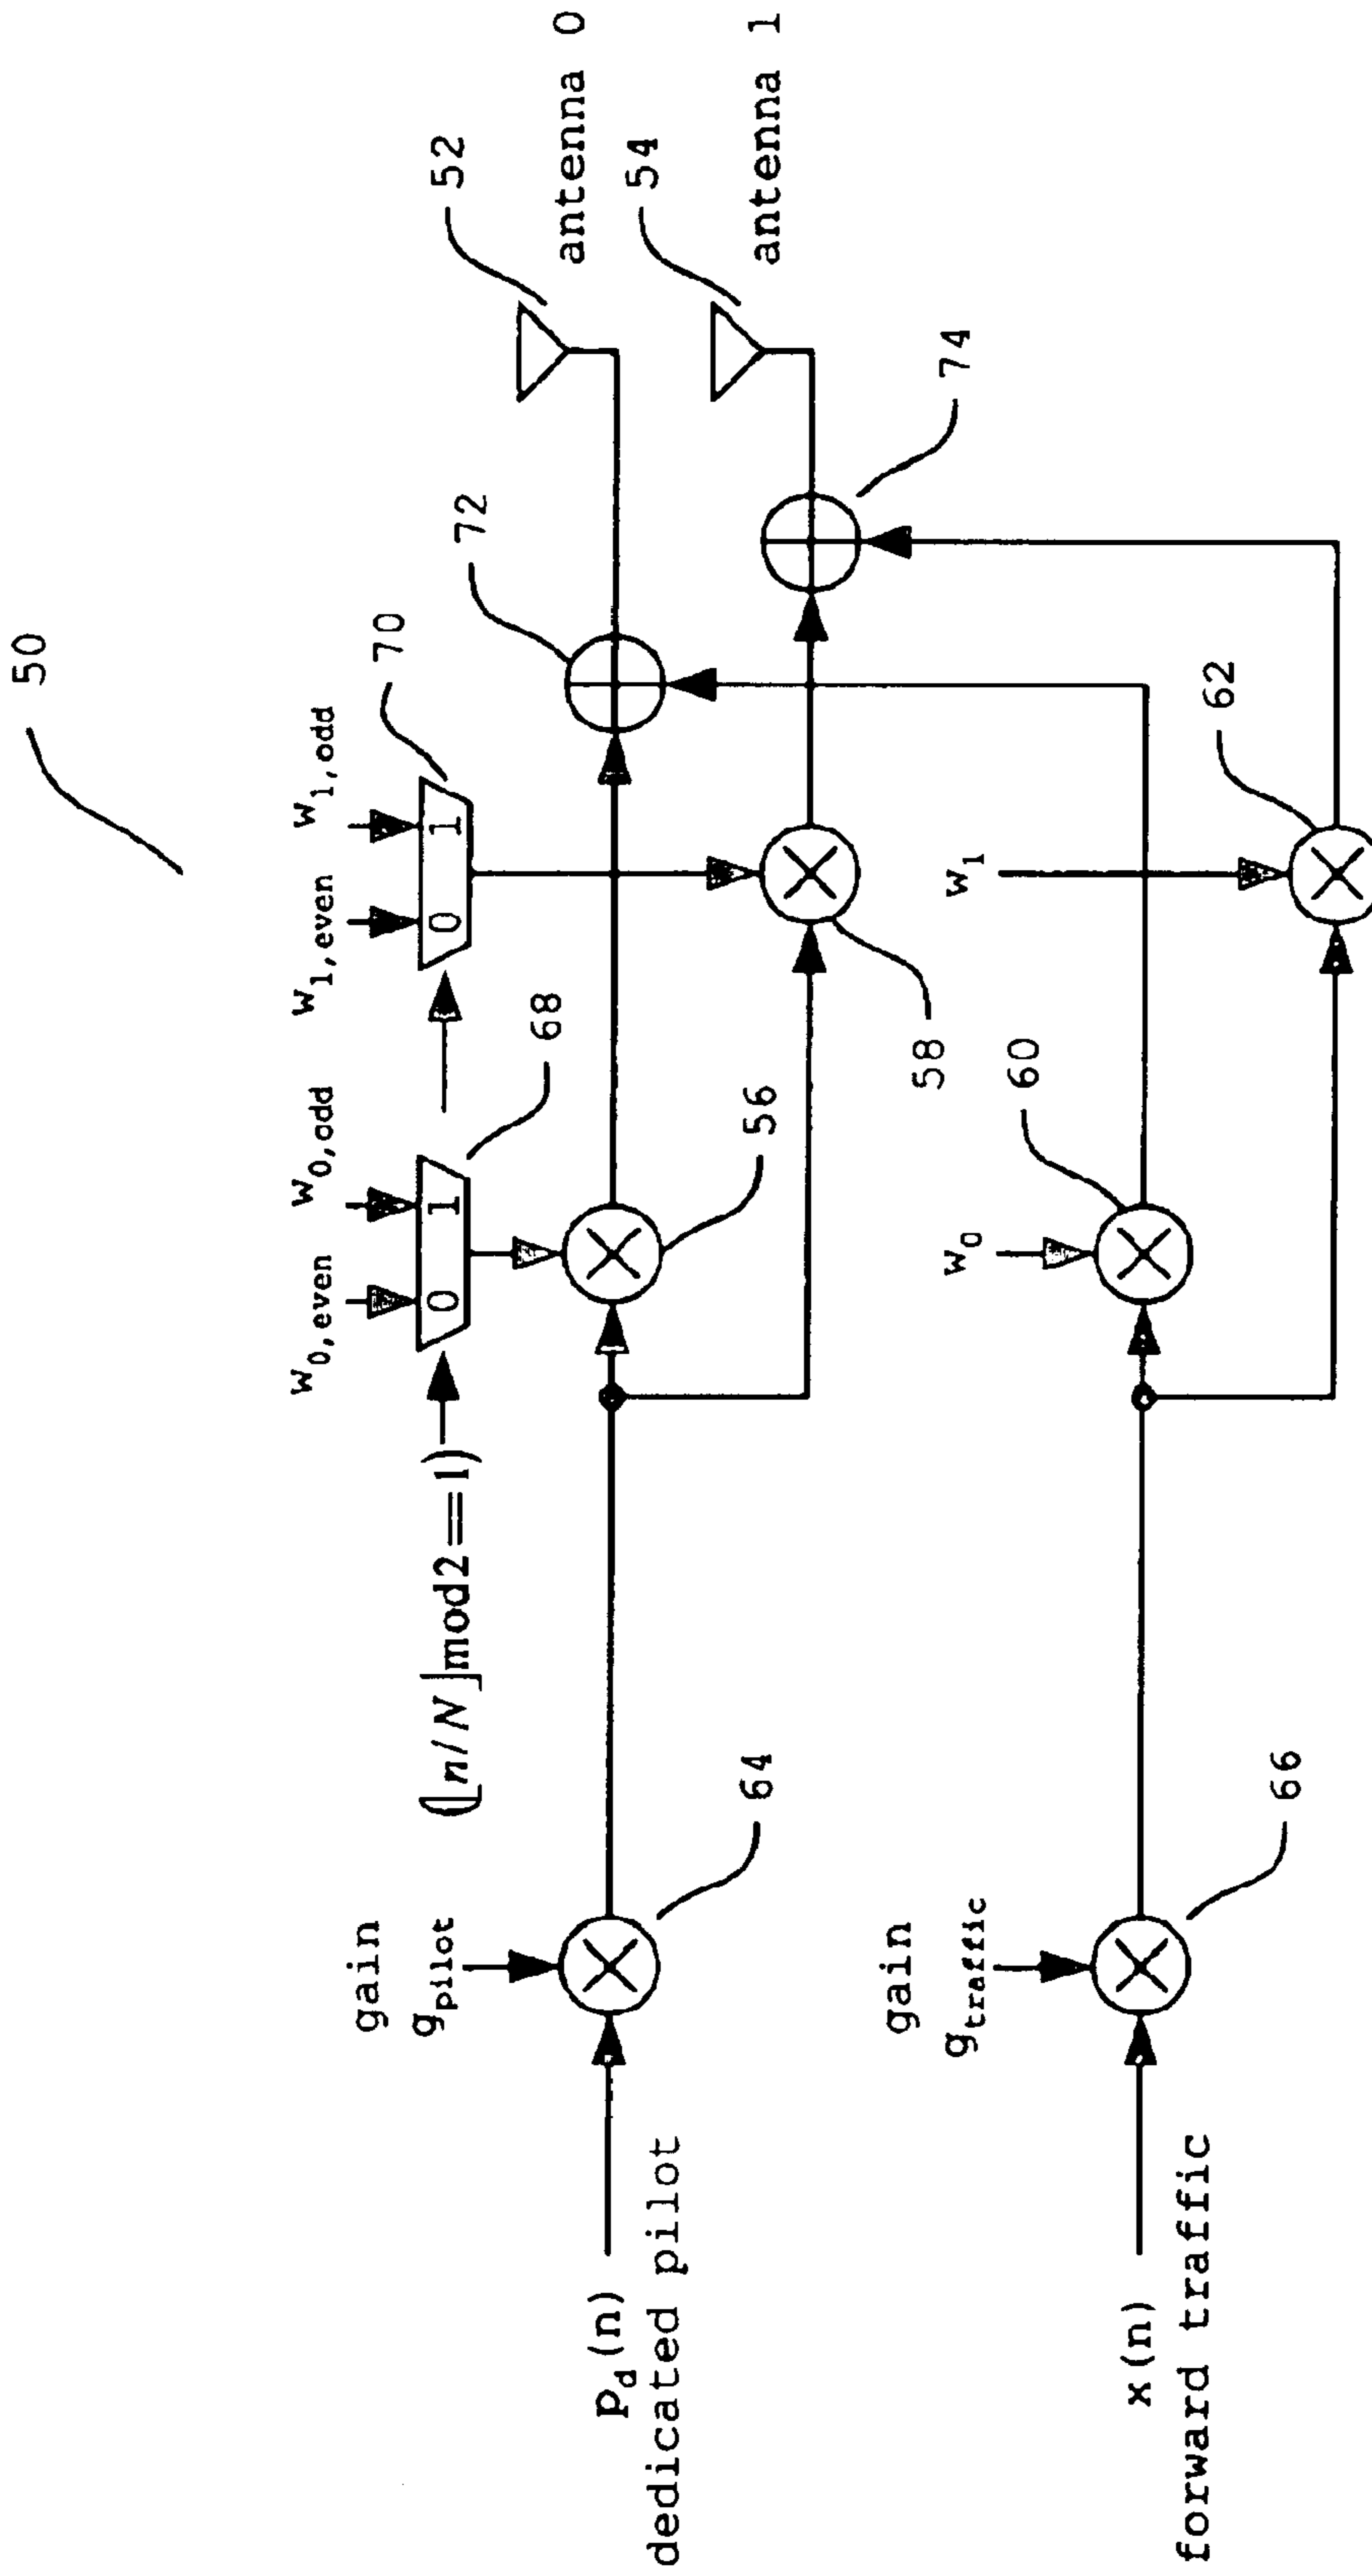 50
W0,even
W0,odd
W1,even
W1,odd
0 1
0 1
68
70
72
52
antenna 0
(⌊n/N⌋mod2==1)
gain
gpilot
pd(n)
dedicated pilot
64
56
58
74
54
antenna 1
gain
gtraffic
x(n)
forward traffic
66
W0
60
W1
62